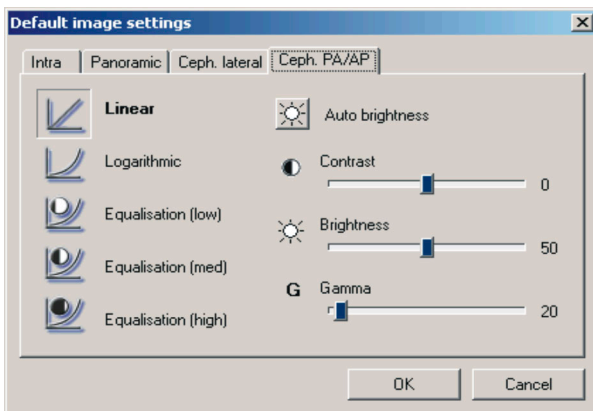 Default image settings
Intra
Panoramic
Ceph. lateral
Ceph. PA/AP
Linear
Logarithmic
Equalisation (low)
Equalisation (med)
Equalisation (high)
Auto brightness
Contrast
0
Brightness
50
G
Gamma
20
OK
Cancel